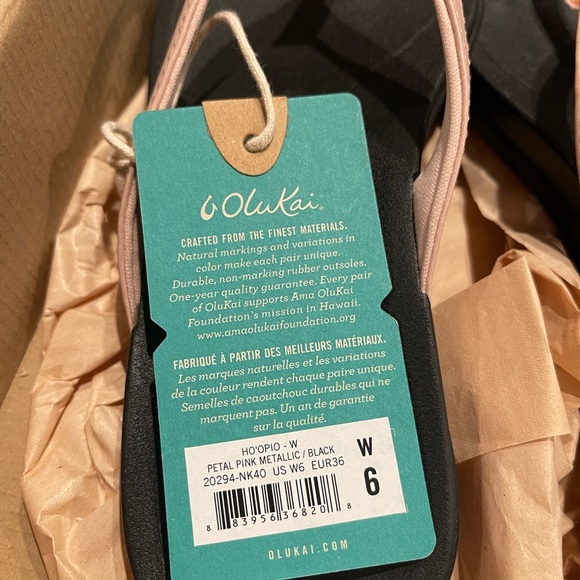 OluKai®
CRAFTED FROM THE FINEST MATERIALS.
Natural markings and variations in
color make each pair unique.
Durable, non-marking rubber outsoles.
One-year quality guarantee. Every pair
of OluKai supports Ama OluKai
Foundation's mission in Hawaii.
www.amaolukaifoundation.org
FABRIQUÉ À PARTIR DES MEILLEURS MATÉRIAUX.
Les marques naturelles et les variations
de la couleur rendent chaque paire unique.
Semelles de caoutchouc durables qui ne
marquent pas. Un an de garantie
sur la qualité.
HO'OPIO - W
PETAL PINK METALLIC / BLACK
20294-NK40 US W6 EUR36
W
6
8 83956 36820 8
OLUKAI.COM